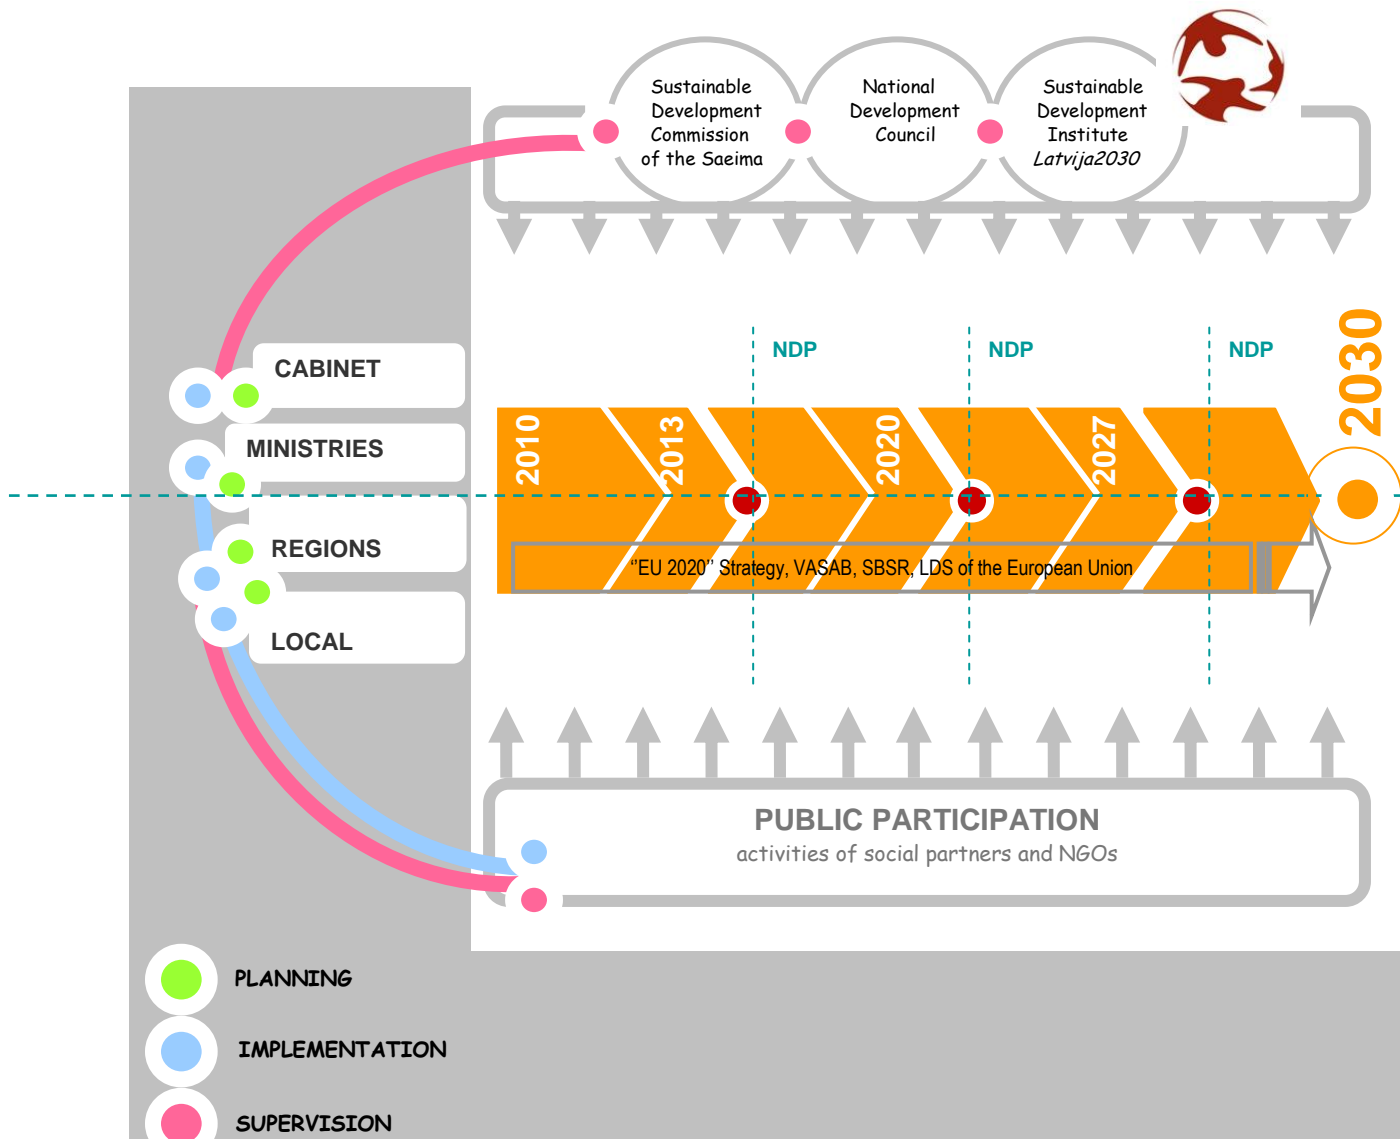 Sustainable
Development
Commission
of the Saeima
National
Development
Council
Sustainable
Development
Institute
Latvija2030
NDP
NDP
NDP
2030
CABINET
MINISTRIES
REGIONS
LOCAL
2010
2013
2020
2027
‘’EU 2020’’ Strategy, VASAB, SBSR, LDS of the European Union
PUBLIC PARTICIPATION
activities of social partners and NGOs
PLANNING
IMPLEMENTATION
SUPERVISION